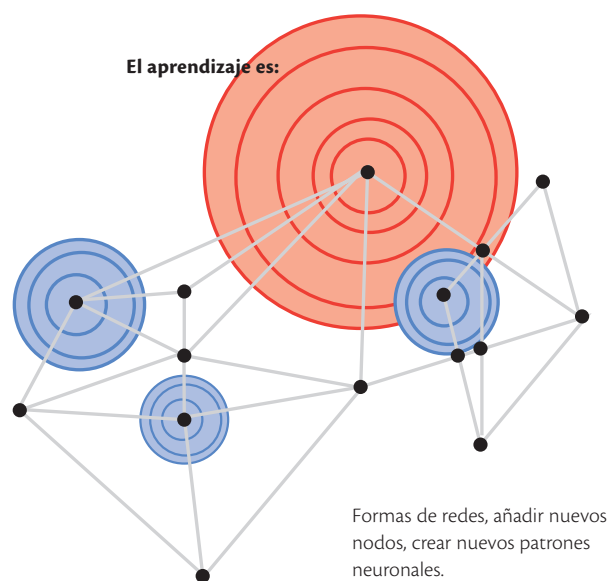 El aprendizaje es:
Formas de redes, añadir nuevos
nodos, crear nuevos patrones
neuronales.